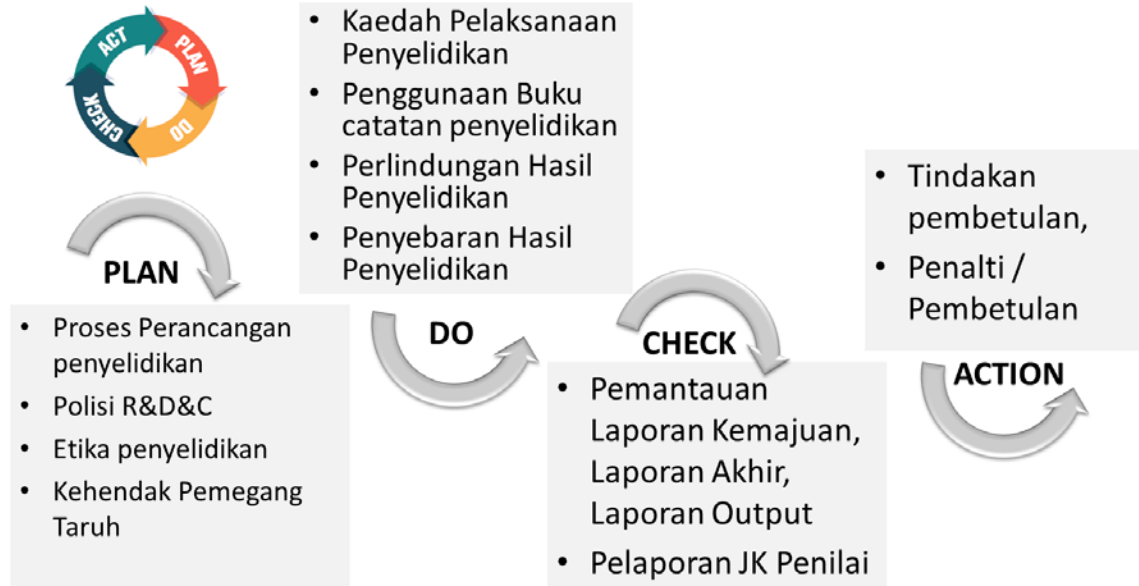 ACT
PLAN
DO
CHECK
PLAN
• Proses Perancangan
penyelidikan
• Polisi R&D&C
• Etika penyelidikan
• Kehendak Pemegang
Taruh
• Kaedah Pelaksanaan
Penyelidikan
• Penggunaan Buku
catatan penyelidikan
• Perlindungan Hasil
Penyelidikan
• Penyebaran Hasil
Penyelidikan
DO
CHECK
• Pemantauan
Laporan Kemajuan,
Laporan Akhir,
Laporan Output
• Pelaporan JK Penilai
• Tindakan
pembetulan,
• Penalti /
Pembetulan
ACTION